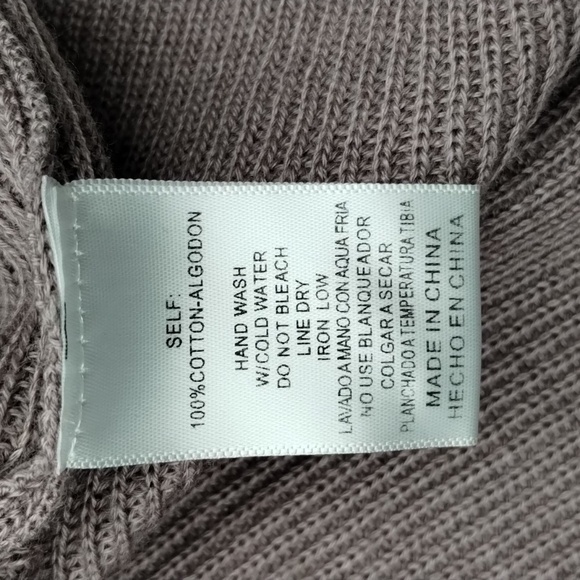 SELF:
100%COTTON-ALGODON
HAND WASH
W/COLD WATER
DO NOT BLEACH
LINE DRY
IRON LOW
LAVADO A MANO CON AQUA FRIA
NO USE BLANQUEADOR
COLGAR A SECAR
PLANCHADO A TEMPERATURA TIBIA
MADE IN CHINA
HECHO EN CHINA